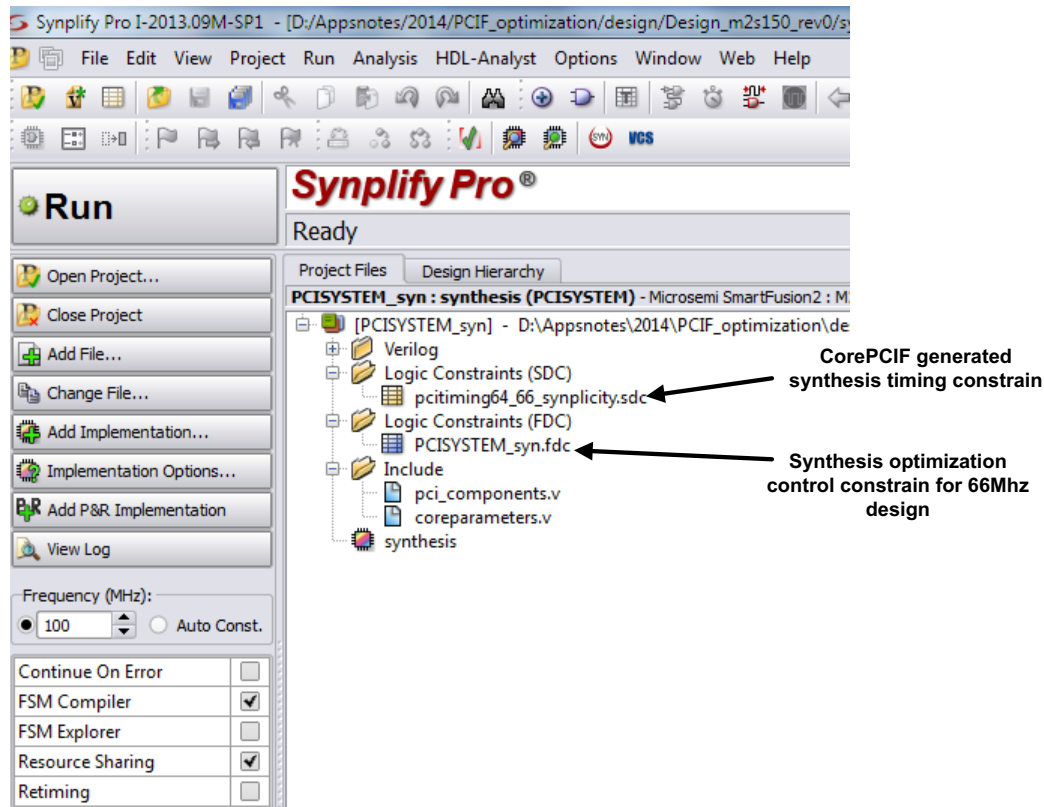 Synplify Pro I-2013.09M-SP1 - [D:/Appsnotes/2014/PCIF_optimization/design/Design_m2s150_rev0/sy
File Edit View Project Run Analysis HDL-Analyst Options Window Web Help
SYN VCS
Run
Synplify Pro®
Ready
Open Project...
Close Project
Add File...
Change File...
Add Implementation...
Implementation Options...
P&R Add P&R Implementation
View Log
Frequency (MHz):
100 Auto Const.
Continue On Error
FSM Compiler
FSM Explorer
Resource Sharing
Retiming
Project Files Design Hierarchy
PCISYSTEM_syn : synthesis (PCISYSTEM) - Microsemi SmartFusion2 : M
[PCISYSTEM_syn] - D:\Appsnotes\2014\PCIF_optimization\de
Verilog
Logic Constraints (SDC)
pcitiming64_66_synplicity.sdc
Logic Constraints (FDC)
PCISYSTEM_syn.fdc
Include
pci_components.v
coreparameters.v
synthesis
CorePCIF generated
synthesis timing constrain
Synthesis optimization
control constrain for 66Mhz
design